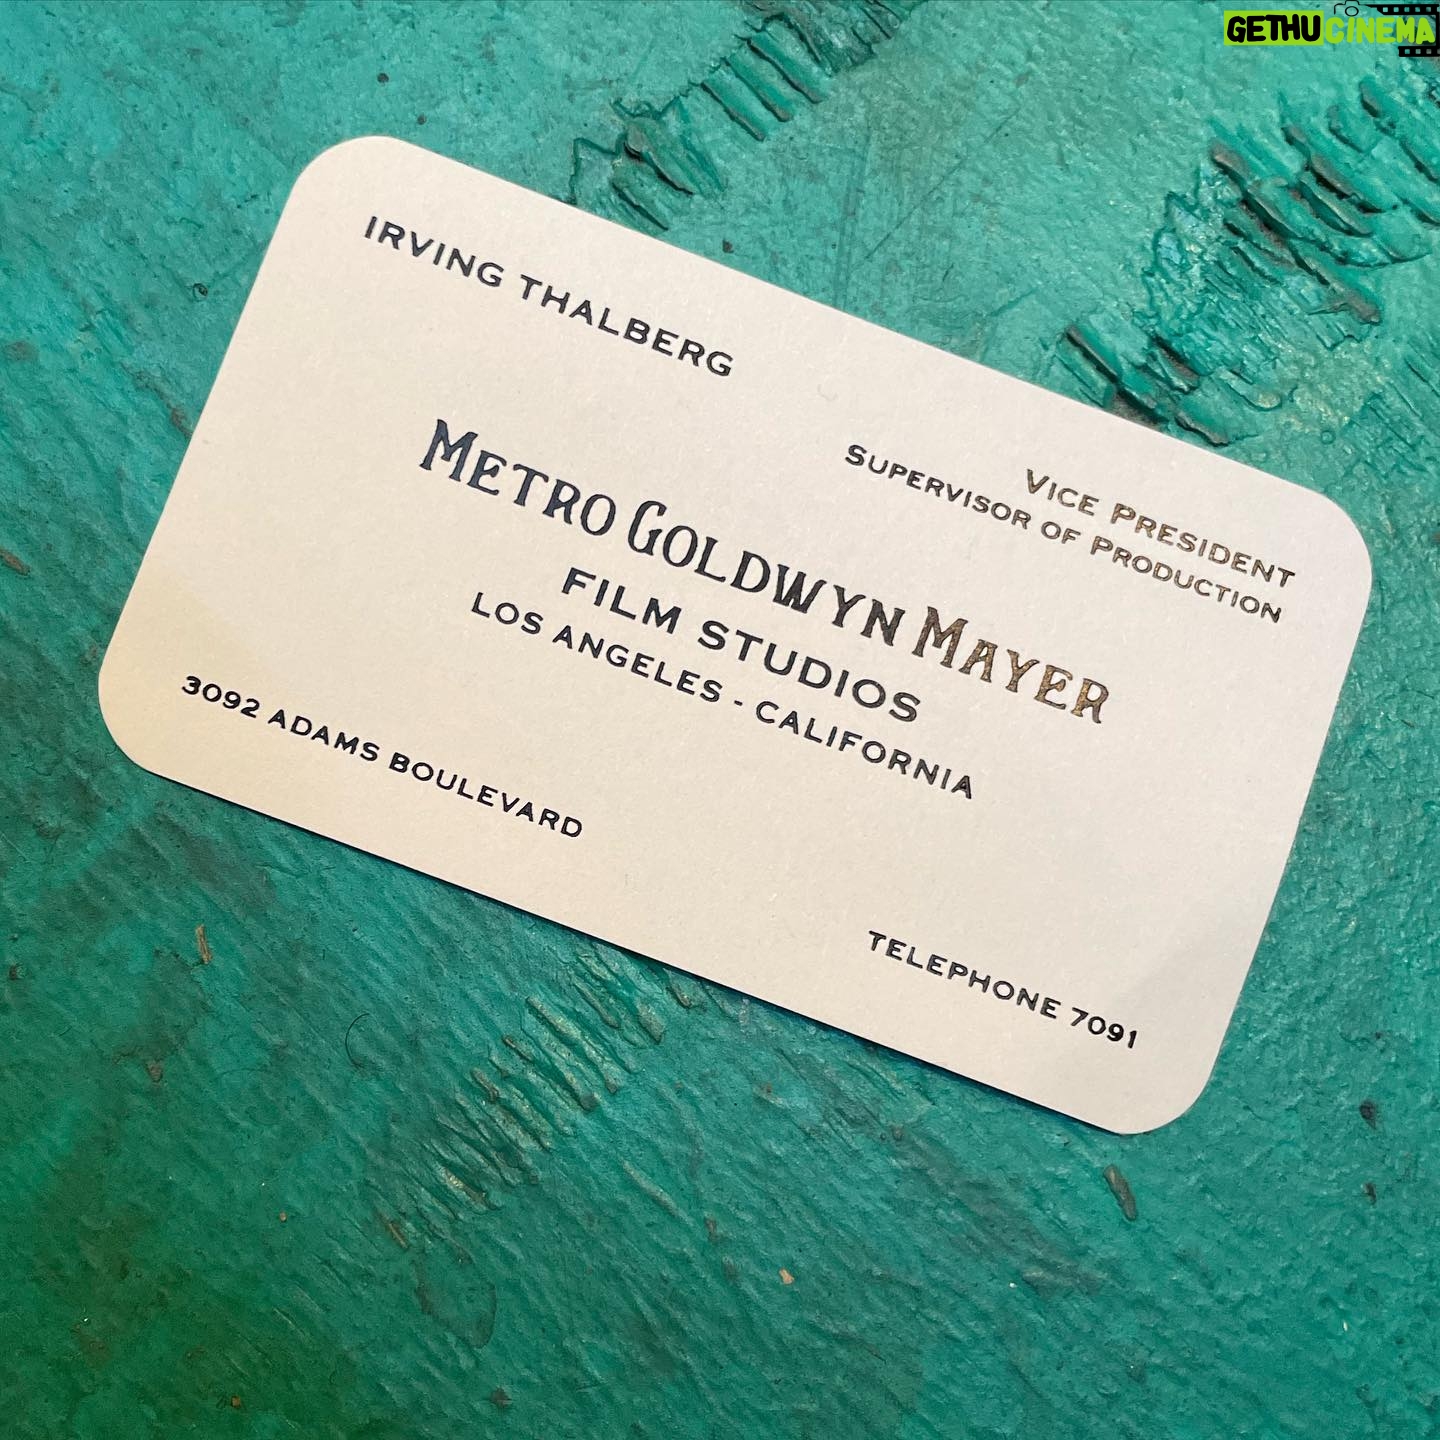 GETHU CINEMA
IRVING THALBERG
VICE PRESIDENT
SUPERVISOR OF PRODUCTION
METRO GOLDWYN MAYER
FILM STUDIOS
LOS ANGELES - CALIFORNIA
3092 ADAMS BOULEVARD
TELEPHONE 7091